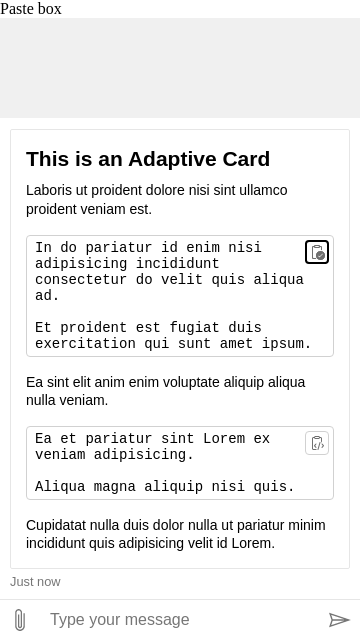 Paste box
This is an Adaptive Card
Laboris ut proident dolore nisi sint ullamco
proident veniam est.
In do pariatur id enim nisi
adipisicing incididunt
consectetur do velit quis aliqua
ad.
Et proident est fugiat duis
exercitation qui sunt amet ipsum.
Ea sint elit anim enim voluptate aliquip aliqua
nulla veniam.
Ea et pariatur sint Lorem ex
veniam adipisicing.
Aliqua magna aliquip nisi quis.
Cupidatat nulla duis dolor nulla ut pariatur minim
incididunt quis adipisicing velit id Lorem.
Just now
Type your message